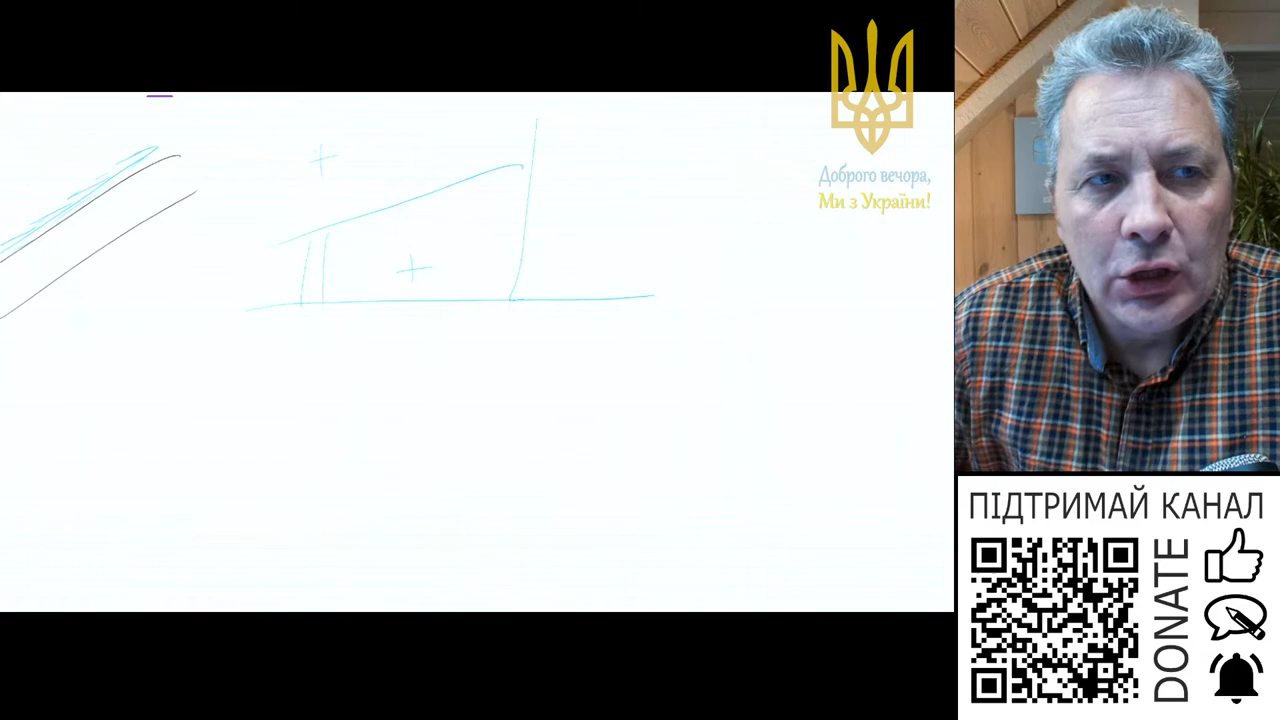 Доброго вечора,
Ми з України!
ПІДТРИМАЙ КАНАЛ
DONATE